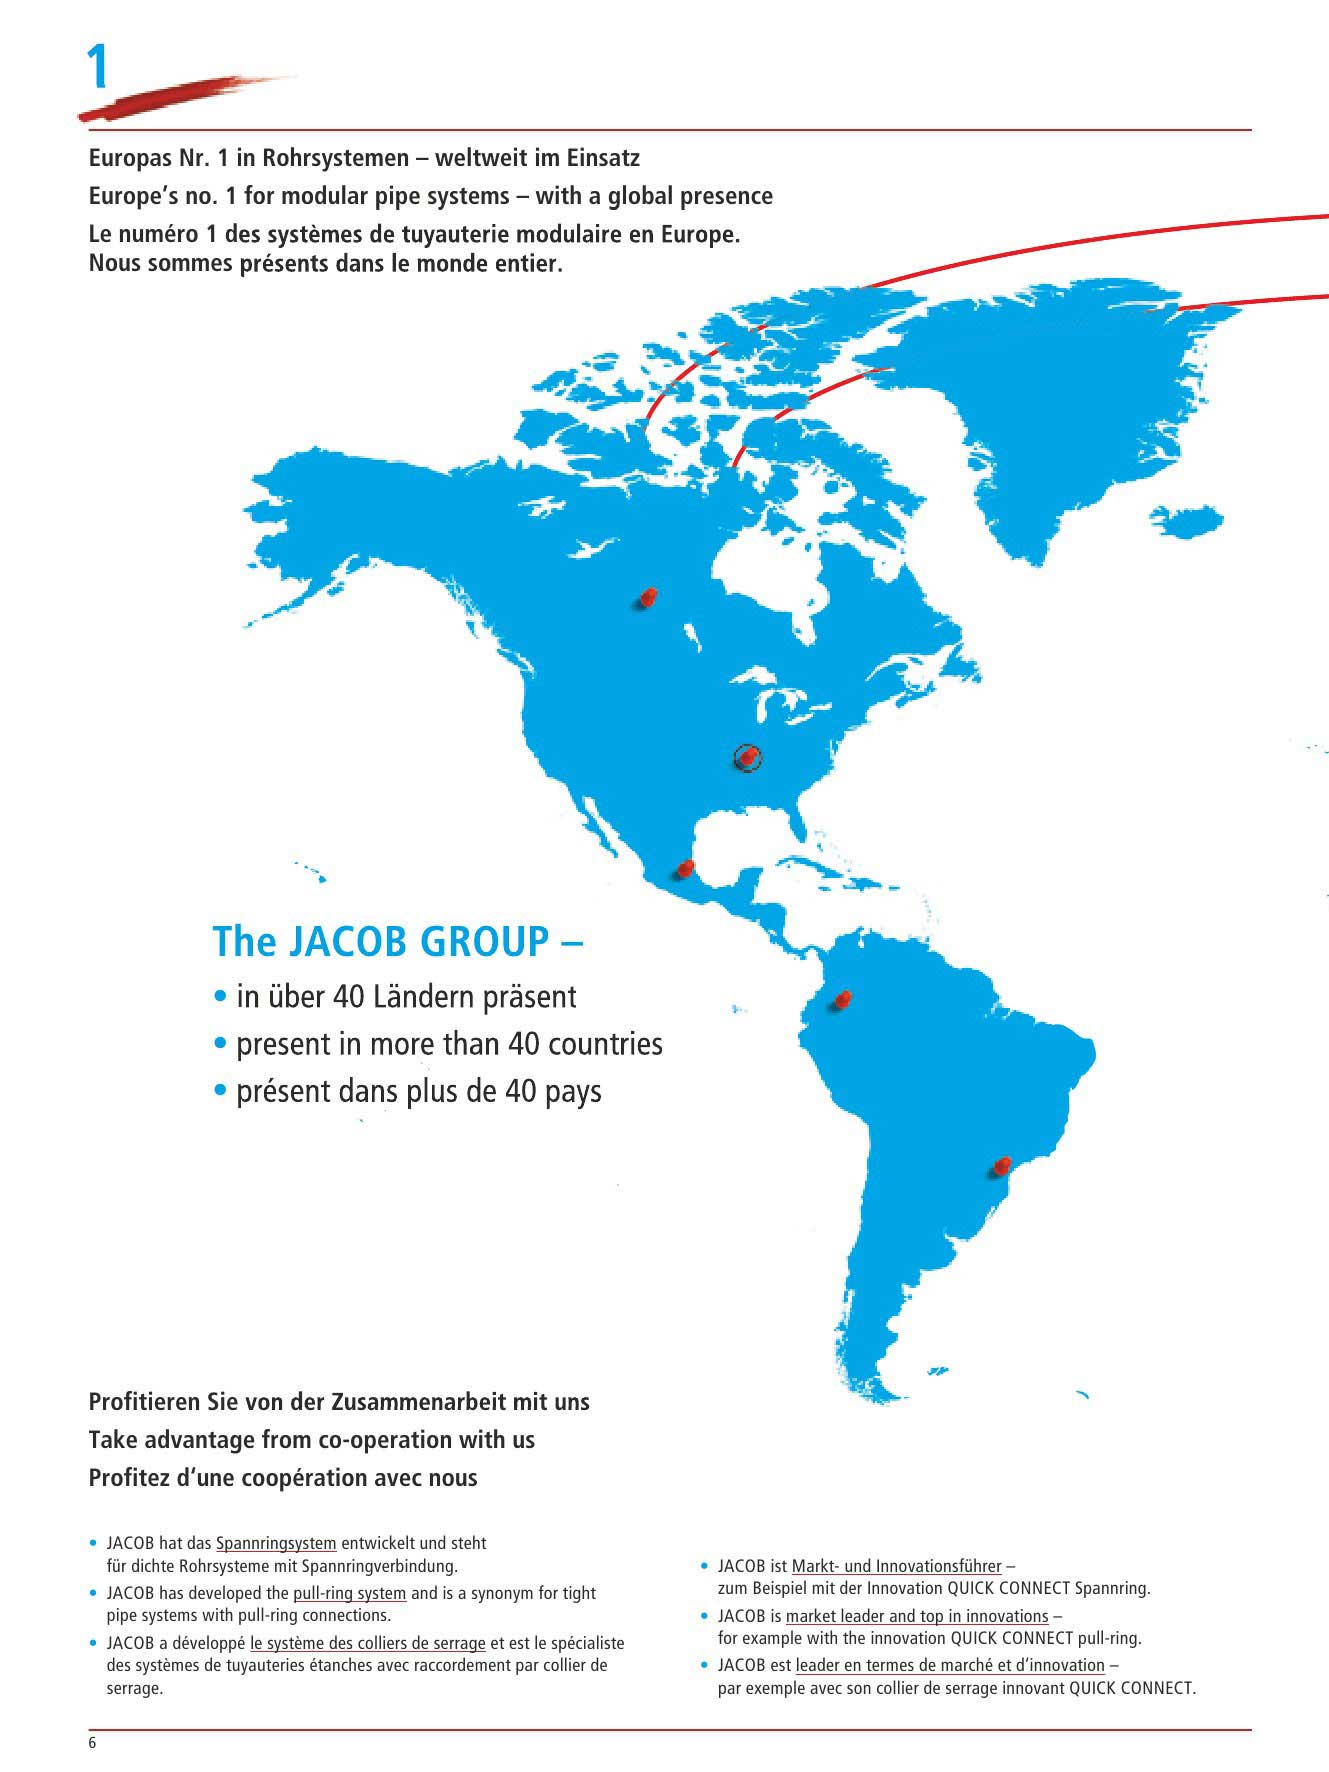 1
Europas Nr. 1 in Rohrsystemen – weltweit im Einsatz
Europe's no. 1 for modular pipe systems – with a global presence
Le numéro 1 des systèmes de tuyauterie modulaire en Europe.
Nous sommes présents dans le monde entier.
The JACOB GROUP –
• in über 40 Ländern präsent
• present in more than 40 countries
• présent dans plus de 40 pays
Profitieren Sie von der Zusammenarbeit mit uns
Take advantage from co-operation with us
Profitez d‘une coopération avec nous
• JACOB hat das Spannringsystem entwickelt und steht
für dichte Rohrsysteme mit Spannringverbindung.
• JACOB has developed the pull-ring system and is a synonym for tight
pipe systems with pull-ring connections.
• JACOB a développé le système des colliers de serrage et est le spécialiste
des systèmes de tuyauteries étanches avec raccordement par collier de
serrage.
• JACOB ist Markt- und Innovationsführer –
zum Beispiel mit der Innovation QUICK CONNECT Spannring.
• JACOB is market leader and top in innovations –
for example with the innovation QUICK CONNECT pull-ring.
• JACOB est leader en termes de marché et d‘innovation –
par exemple avec son collier de serrage innovant QUICK CONNECT.
6